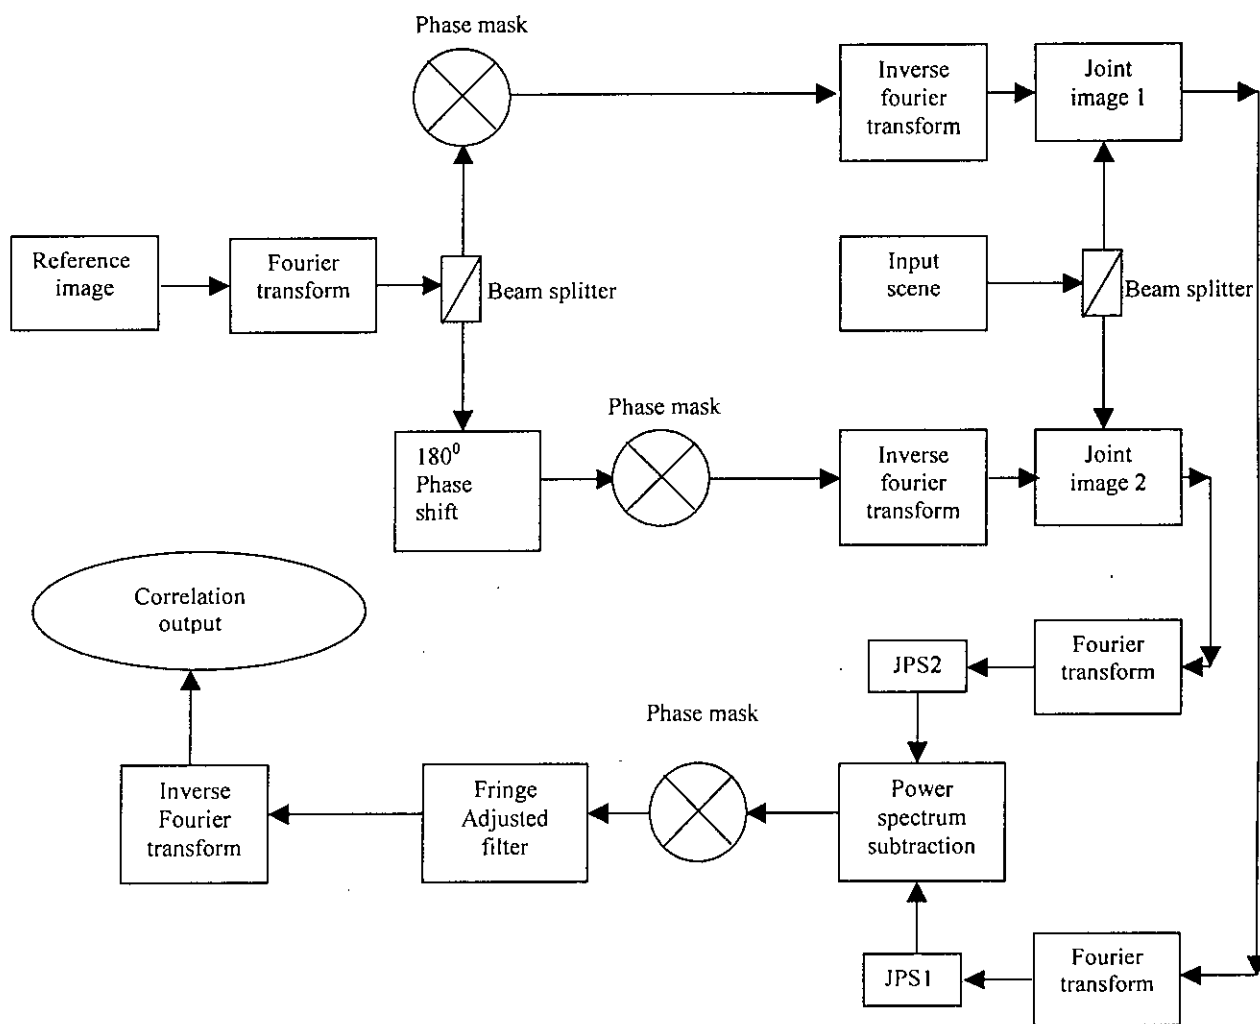 Phase mask
Inverse
fourier
transform
Joint
image 1
Reference
image
Fourier
transform
Beam splitter
Input
scene
Beam splitter
180⁰
Phase
shift
Phase mask
Inverse
fourier
transform
Joint
image 2
Correlation
output
JPS2
Fourier
transform
Phase mask
Inverse
Fourier
transform
Fringe
Adjusted
filter
Power
spectrum
subtraction
JPS1
Fourier
transform